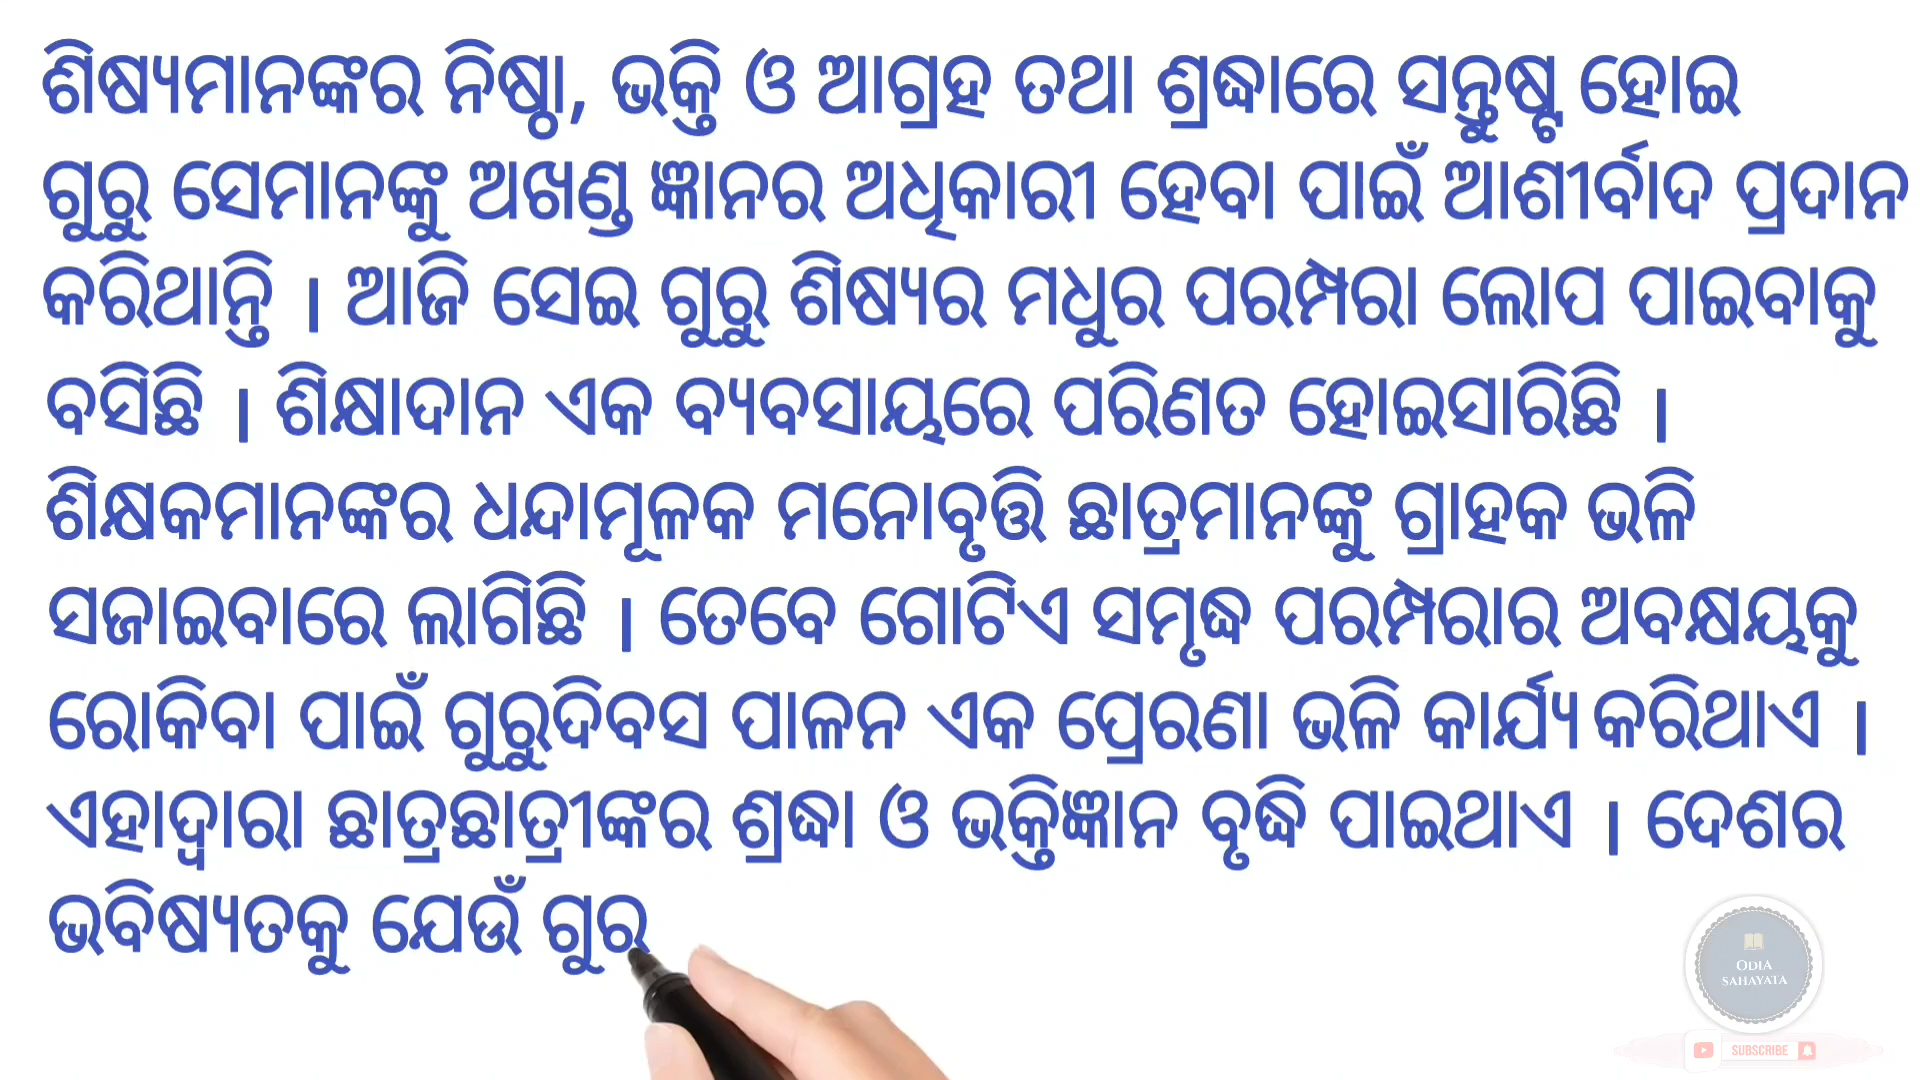 ଶିଷ୍ୟମାନଙ୍କର ନିଷ୍ଠା, ଭକ୍ତି ଓ ଆଗ୍ରହ ତଥା ଶ୍ରଦ୍ଧାରେ ସନ୍ତୁଷ୍ଟ ହୋଇ
ଗୁରୁ ସେମାନଙ୍କୁ ଅଖଣ୍ଡ ଜ୍ଞାନର ଅଧିକାରୀ ହେବା ପାଇଁ ଆଶୀର୍ବାଦ ପ୍ରଦାନ
କରିଥାନ୍ତି । ଆଜି ସେଇ ଗୁରୁ ଶିଷ୍ୟର ମଧୁର ପରମ୍ପରା ଲୋପ ପାଇବାକୁ
ବସିଛି । ଶିକ୍ଷାଦାନ ଏକ ବ୍ୟବସାୟରେ ପରିଣତ ହୋଇସାରିଛି ।
ଶିକ୍ଷକମାନଙ୍କର ଧନ୍ଦାମୂଳକ ମନୋବୃତ୍ତି ଛାତ୍ରମାନଙ୍କୁ ଗ୍ରାହକ ଭଳି
ସଜାଇବାରେ ଲାଗିଛି । ତେବେ ଗୋଟିଏ ସମୃଦ୍ଧ ପରମ୍ପରାର ଅବକ୍ଷୟକୁ
ରୋକିବା ପାଇଁ ଗୁରୁଦିବସ ପାଳନ ଏକ ପ୍ରେରଣା ଭଳି କାର୍ଯ୍ୟ କରିଥାଏ ।
ଏହାଦ୍ୱାରା ଛାତ୍ରଛାତ୍ରୀଙ୍କର ଶ୍ରଦ୍ଧା ଓ ଭକ୍ତିଜ୍ଞାନ ବୃଦ୍ଧି ପାଇଥାଏ । ଦେଶର
ଭବିଷ୍ୟତକୁ ଯେଉଁ ଗୁର
ODIA
SAHAYATA
SUBSCRIBE